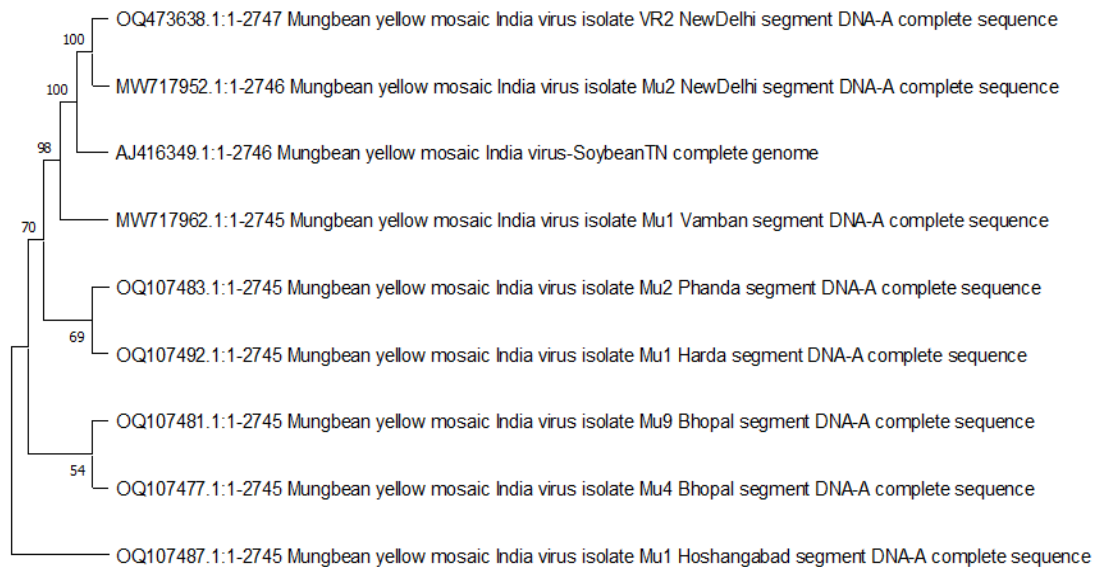 OQ473638.1:1-2747 Mungbean yellow mosaic India virus isolate VR2 NewDelhi segment DNA-A complete sequence
100
MW717952.1:1-2746 Mungbean yellow mosaic India virus isolate Mu2 NewDelhi segment DNA-A complete sequence
100
AJ416349.1:1-2746 Mungbean yellow mosaic India virus-SoybeanTN complete genome
98
MW717962.1:1-2745 Mungbean yellow mosaic India virus isolate Mu1 Vamban segment DNA-A complete sequence
70
OQ107483.1:1-2745 Mungbean yellow mosaic India virus isolate Mu2 Phanda segment DNA-A complete sequence
69
OQ107492.1:1-2745 Mungbean yellow mosaic India virus isolate Mu1 Harda segment DNA-A complete sequence
OQ107481.1:1-2745 Mungbean yellow mosaic India virus isolate Mu9 Bhopal segment DNA-A complete sequence
54
OQ107477.1:1-2745 Mungbean yellow mosaic India virus isolate Mu4 Bhopal segment DNA-A complete sequence
OQ107487.1:1-2745 Mungbean yellow mosaic India virus isolate Mu1 Hoshangabad segment DNA-A complete sequence